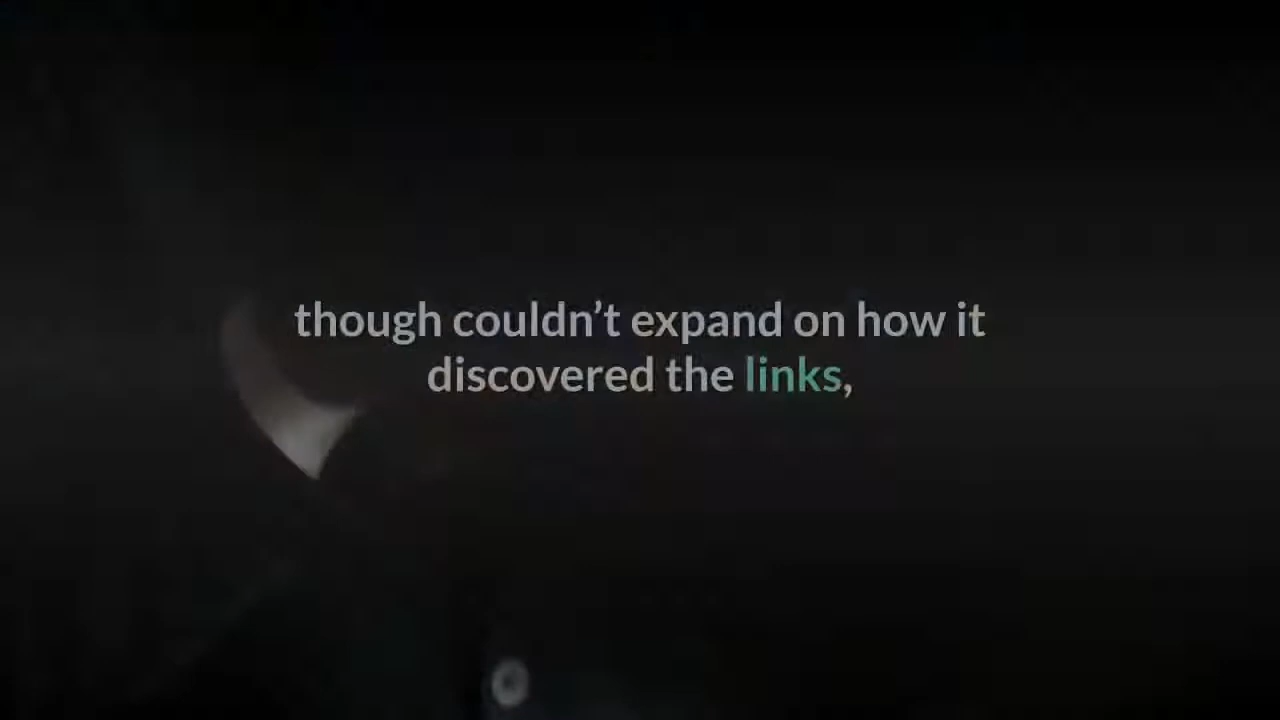 though couldn’t expand on how it
discovered the links,